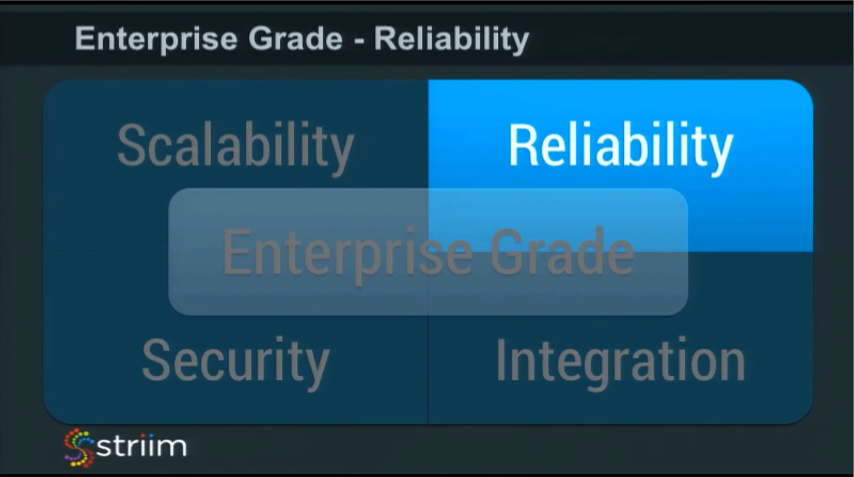 Enterprise Grade - Reliability
Scalability
Reliability
Enterprise Grade
Security
Integration
striim